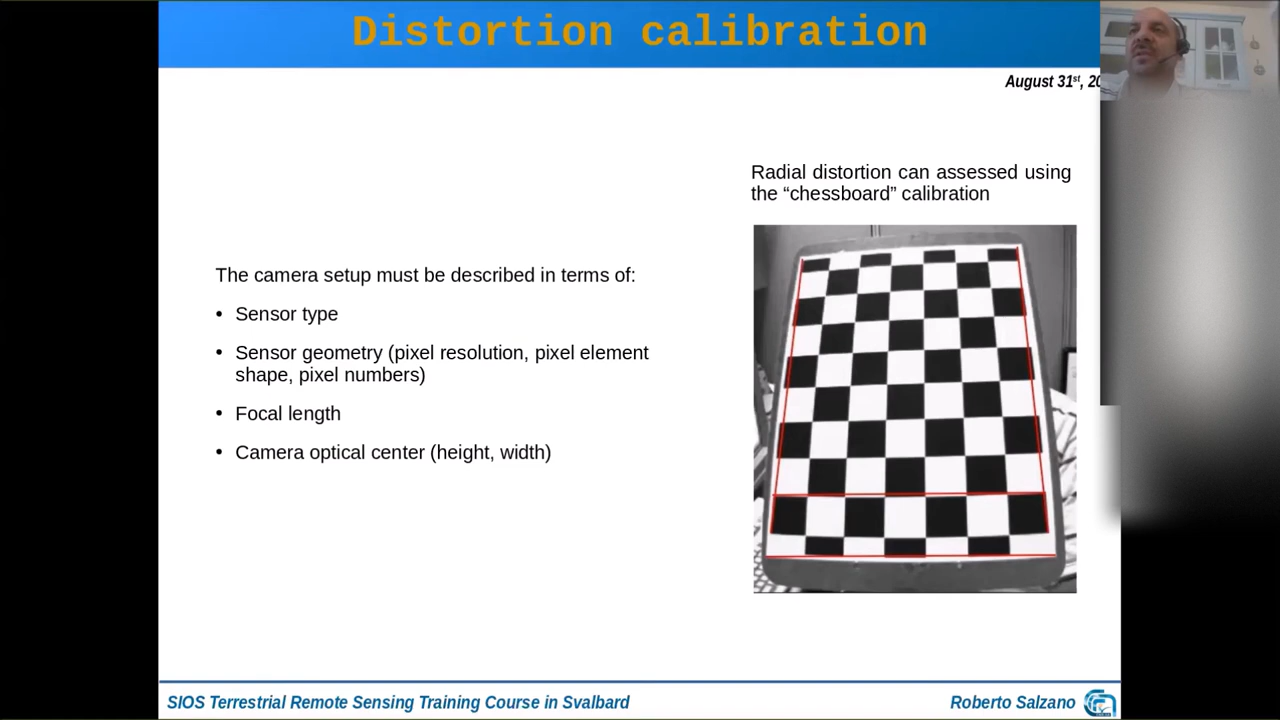 Distortion calibration
August 31st, 20
Radial distortion can assessed using
the “chessboard” calibration
The camera setup must be described in terms of:
• Sensor type
• Sensor geometry (pixel resolution, pixel element
shape, pixel numbers)
• Focal length
• Camera optical center (height, width)
SIOS Terrestrial Remote Sensing Training Course in Svalbard
Roberto Salzano